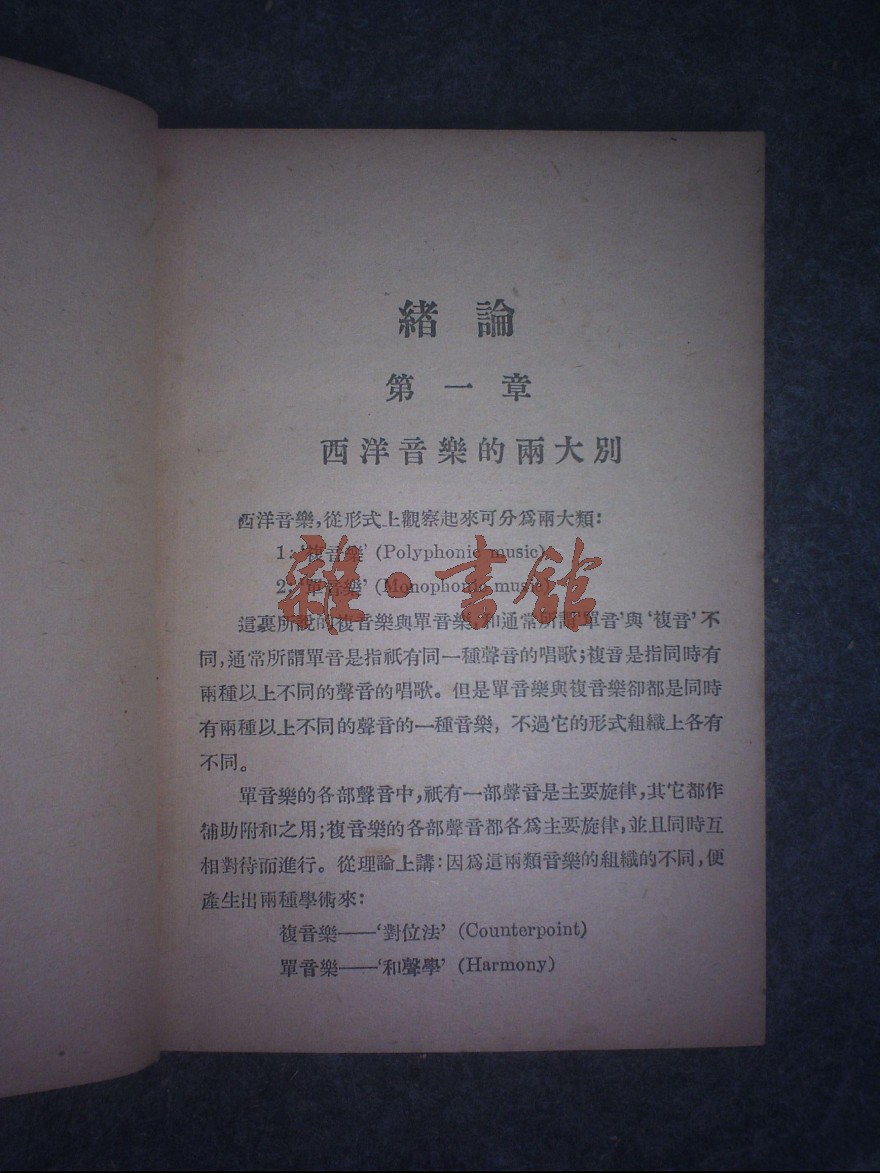 緒論
第一章
西洋音樂的兩大別
西洋音樂,從形式上觀察起來可分爲兩大類:
1:‘複音樂’ (Polyphonic music)
2:‘單音樂’ (Monophonic music)
這裏所說的複音樂與單音樂,和通常所謂‘單音’與‘複音’不
同,通常所謂單音是指祇有同一種聲音的唱歌;複音是指同時有
兩種以上不同的聲音的唱歌。但是單音樂與複音樂卻都是同時
有兩種以上不同的聲音的一種音樂,不過它的形式組織上各有
不同。
單音樂的各部聲音中,祇有一部聲音是主要旋律,其它都作
舖助附和之用;複音樂的各部聲音都各爲主要旋律,並且同時互
相對待而進行。從理論上講:因爲這兩類音樂的組織的不同,便
產生出兩種學術來:
複音樂——‘對位法’ (Counterpoint)
單音樂——‘和聲學’ (Harmony)
雜·書館